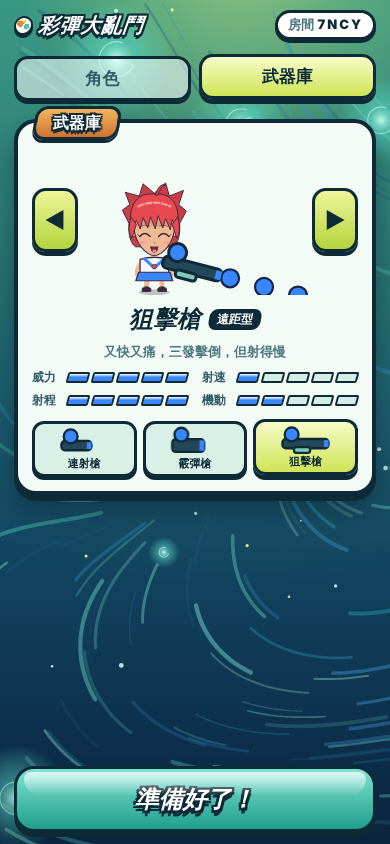 彩彈大亂鬥
房間 7NCY
角色
武器庫
武器庫
狙擊槍 遠距型
又快又痛，三發擊倒，但射得慢
威力
射速
射程
機動
連射槍
霰彈槍
狙擊槍
準備好了！